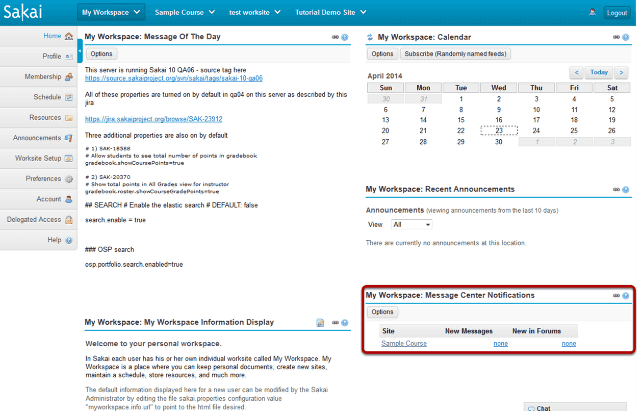 Sakai
My Workspace
Sample Course
test worksite
Tutorial Demo Site
Logout
Home
Profile
Membership
Schedule
Resources
Announcements
Worksite Setup
Preferences
Account
Delegated Access
Help
My Workspace: Message Of The Day
Options
This server is running Sakai 10 QA06 - source tag here
https://source.sakaiproject.org/svn/sakai/tags/sakai-10-qa06
All of these properties are turned on by default in qa04 on this server as described by this
jira
https://jira.sakaiproject.org/browse/SAK-23912
Three additional properties are also on by default
# 1) SAK-18388
# Allow students to see total number of points in gradebook
gradebook.showCoursePoints=true
# 2) SAK-20370
# Show total points in All Grades view for instructor
gradebook.roster.showCourseGradePoints=true
## SEARCH # Enable the elastic search # DEFAULT: false
search.enable = true
### OSP search
osp.portfolio.search.enabled=true
My Workspace: My Workspace Information Display
Welcome to your personal workspace.
In Sakai each user has his or her own individual worksite called My Workspace. My
Workspace is a place where you can keep personal documents, create new sites,
maintain a schedule, store resources, and much more.
The default information displayed here for a new user can be modified by the Sakai
Administrator by editing the file sakai.properties configuration value
"myworkspace.info.url" to point to the html file desired.
My Workspace: Calendar
Options Subscribe (Randomly named feeds)
< Today >
April 2014
Sun Mon Tue Wed Thu Fri Sat
30 31 1 2 3 4 5
6 7 8 9 10 11 12
13 14 15 16 17 18 19
20 21 22 23 24 25 26
27 28 29 30 1 2 3
My Workspace: Recent Announcements
Announcements (viewing announcements from the last 10 days)
View All
There are currently no announcements at this location.
My Workspace: Message Center Notifications
Options
Site New Messages New in Forums
Sample Course none none
Chat